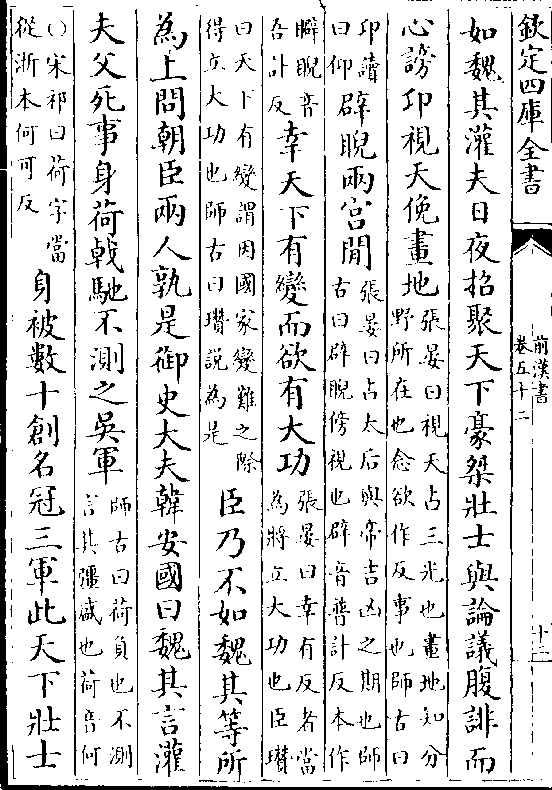 欽定四庫全書
前漢書
卷五十二
十三
如魏其灌夫日夜招聚天下豪桀壯士與論議腹誹而
心謗卬視天俛畫地張晏曰視天占三光也畫地知分野所在也念欲作反事也師古曰
卬讀曰仰辟睨兩宫閒張晏曰占太后與帝吉凶之期也師古曰辟睨傍視也辟音普計反本作
睥睨音吾計反幸天下有變而欲有大功張晏曰幸有反者當為將立大功也臣瓚
曰天下有變謂因國家變難之際得立大功也師古曰瓚説為是臣乃不如魏其等所
為上問朝臣兩人孰是御史大夫韓安國曰魏其言灌
夫父死事身荷戟馳不測之吳軍師古曰荷負也不測言其彊盛也荷音何
○宋祁曰荷字當從浙本何可反身被數十創名冠三軍此天下壯士